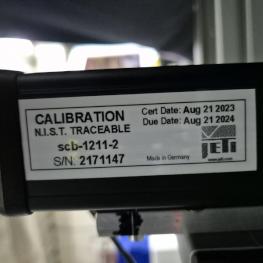 CALIBRATION
N.I.S.T. TRACEABLE
scb-1211-2
S/N: 2171147
Cert Date: Aug 21 2023
Due Date: Aug 21 2024
JETI
Made in Germany
www.jeti.com